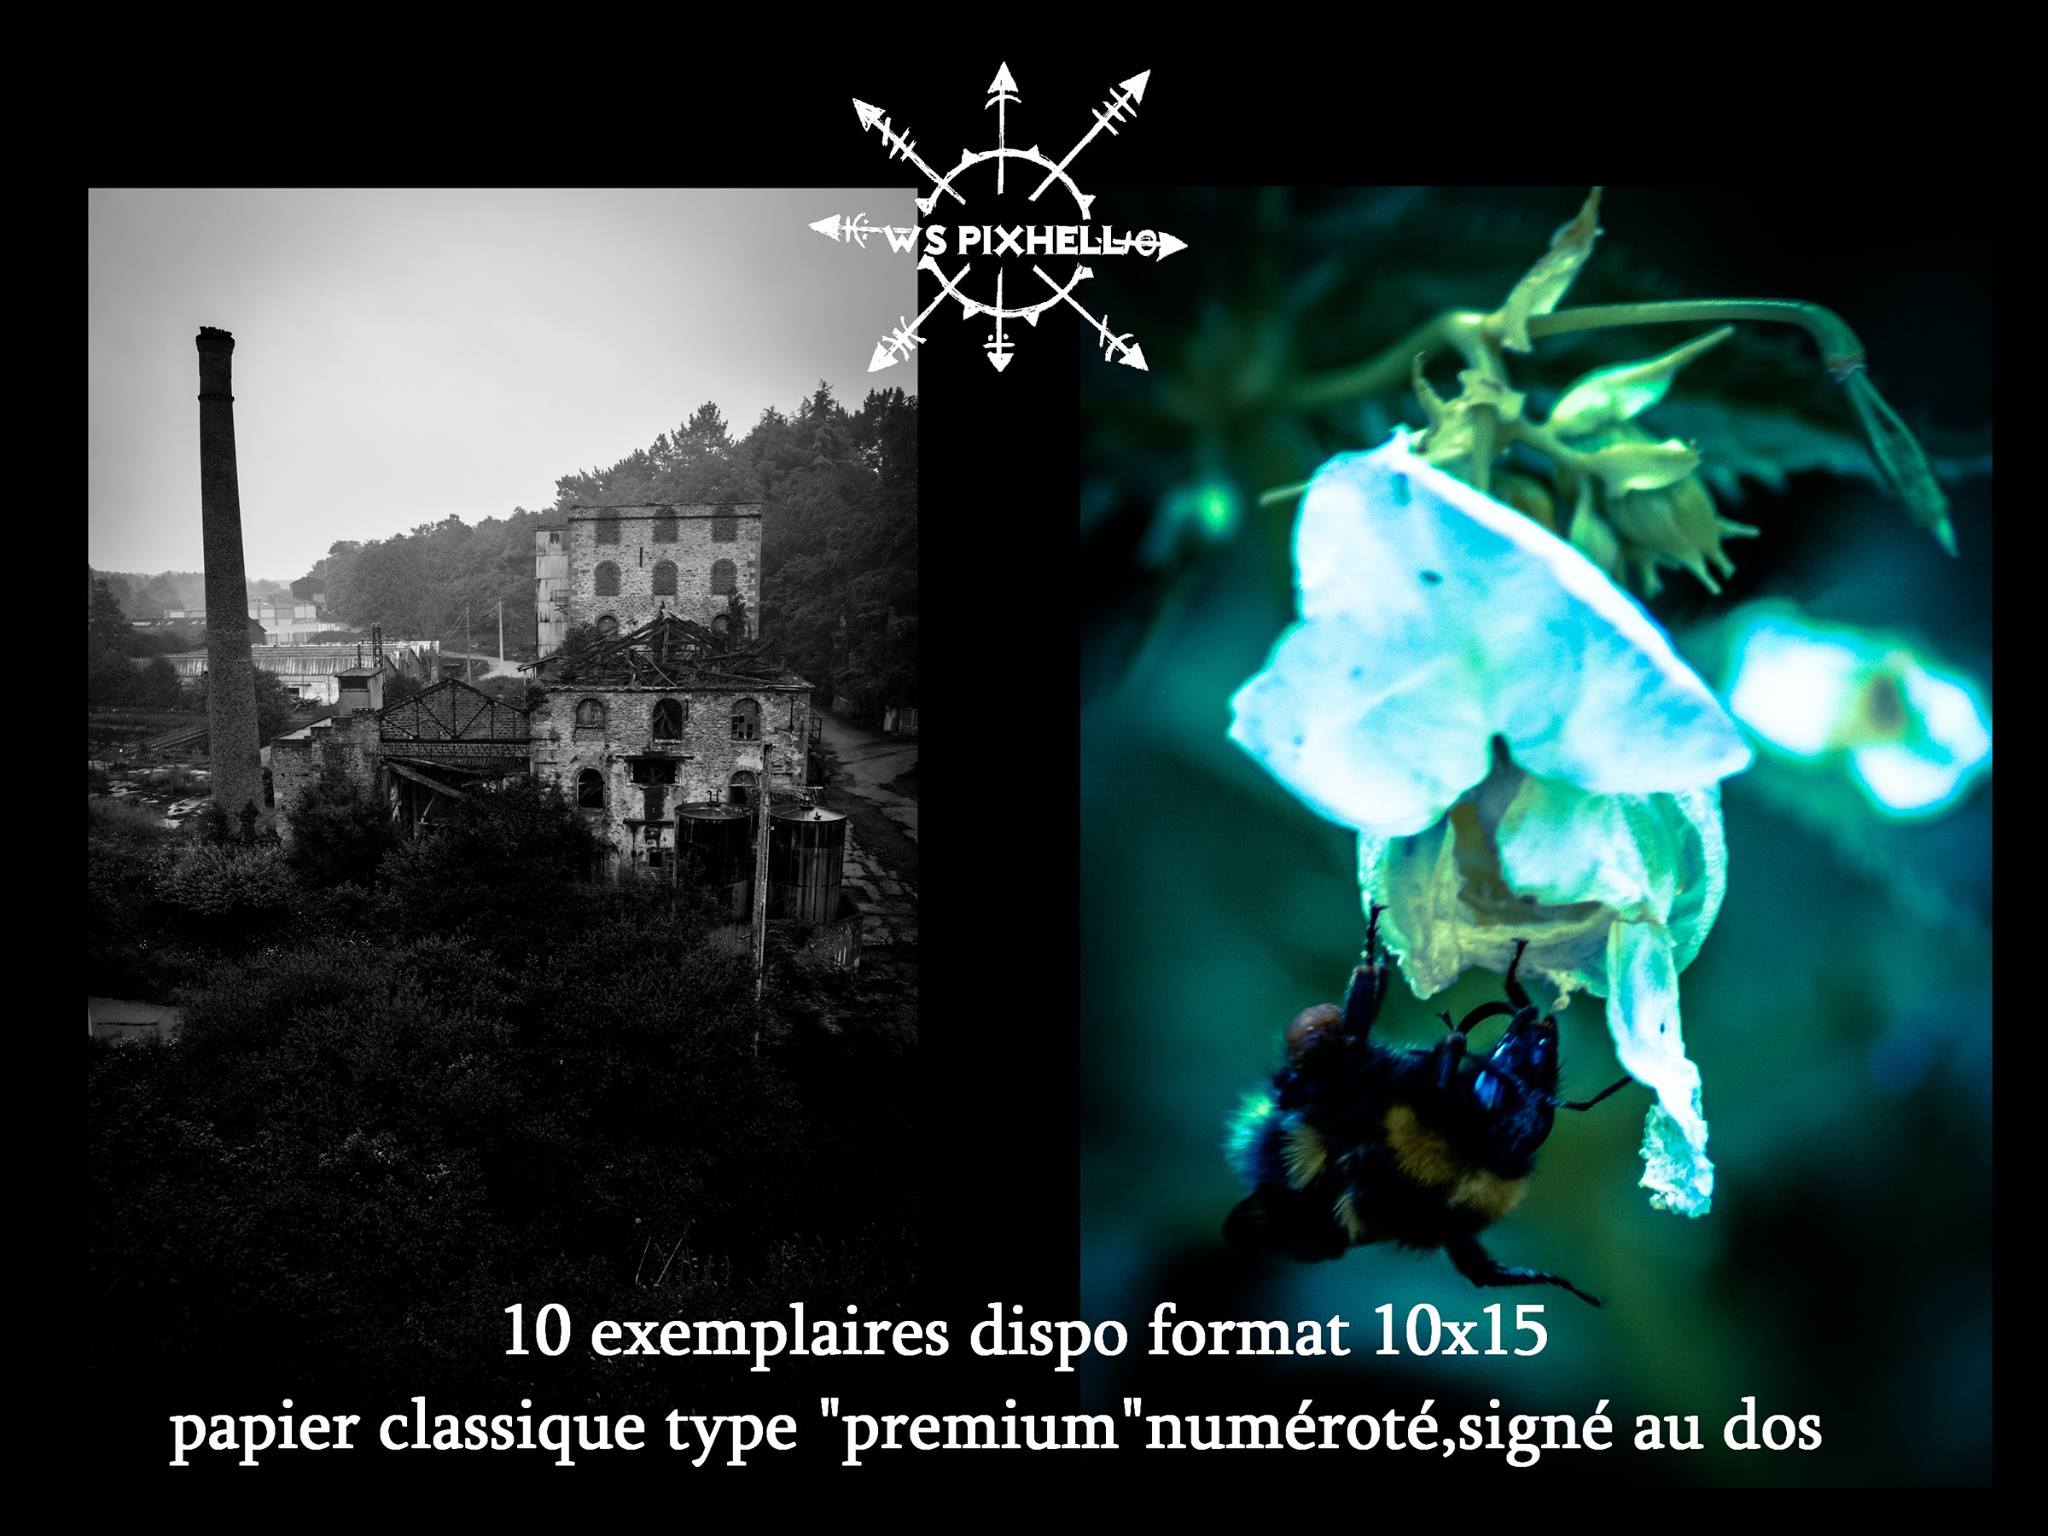 WS PIXHELL
10 exemplaires dispo format 10x15
papier classique type "premium"numéroté,signé au dos